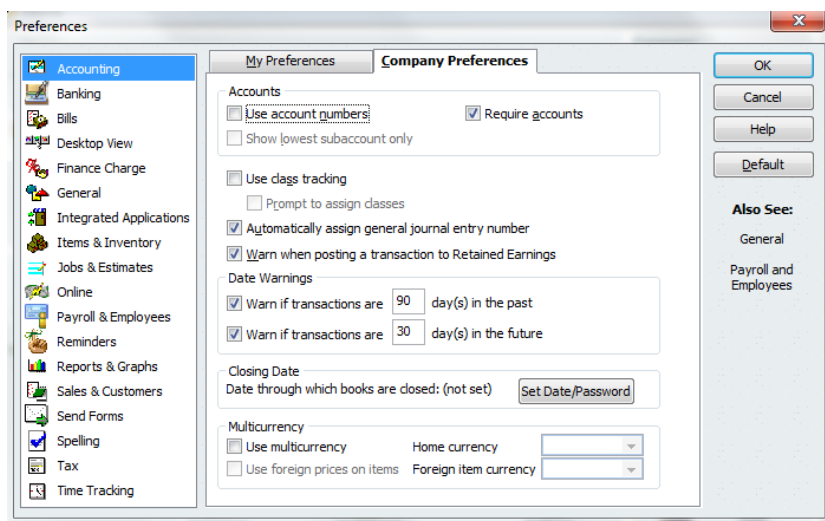 Preferences
Accounting
Banking
Bills
Desktop View
Finance Charge
General
Integrated Applications
Items & Inventory
Jobs & Estimates
Online
Payroll & Employees
Reminders
Reports & Graphs
Sales & Customers
Send Forms
Spelling
Tax
Time Tracking
My Preferences
Company Preferences
Accounts
Use account numbers
Require accounts
Show lowest subaccount only
Use class tracking
Prompt to assign classes
Automatically assign general journal entry number
Warn when posting a transaction to Retained Earnings
Date Warnings
Warn if transactions are 90 day(s) in the past
Warn if transactions are 30 day(s) in the future
Closing Date
Date through which books are closed: (not set) Set Date/Password
Multicurrency
Use multicurrency Home currency
Use foreign prices on items Foreign item currency
OK
Cancel
Help
Default
Also See:
General
Payroll and
Employees